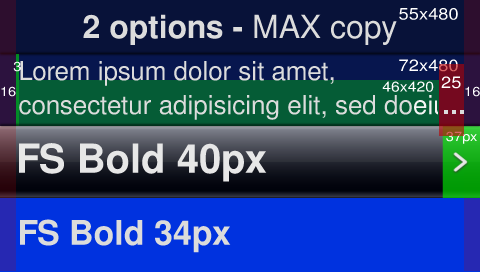 2 options - MAX copy
55x480
3
Lorem ipsum dolor sit amet,
72x480
46x420
25
16
16
consectetur adipisicing elit, sed doeiu...
37px
FS Bold 40px
FS Bold 34px